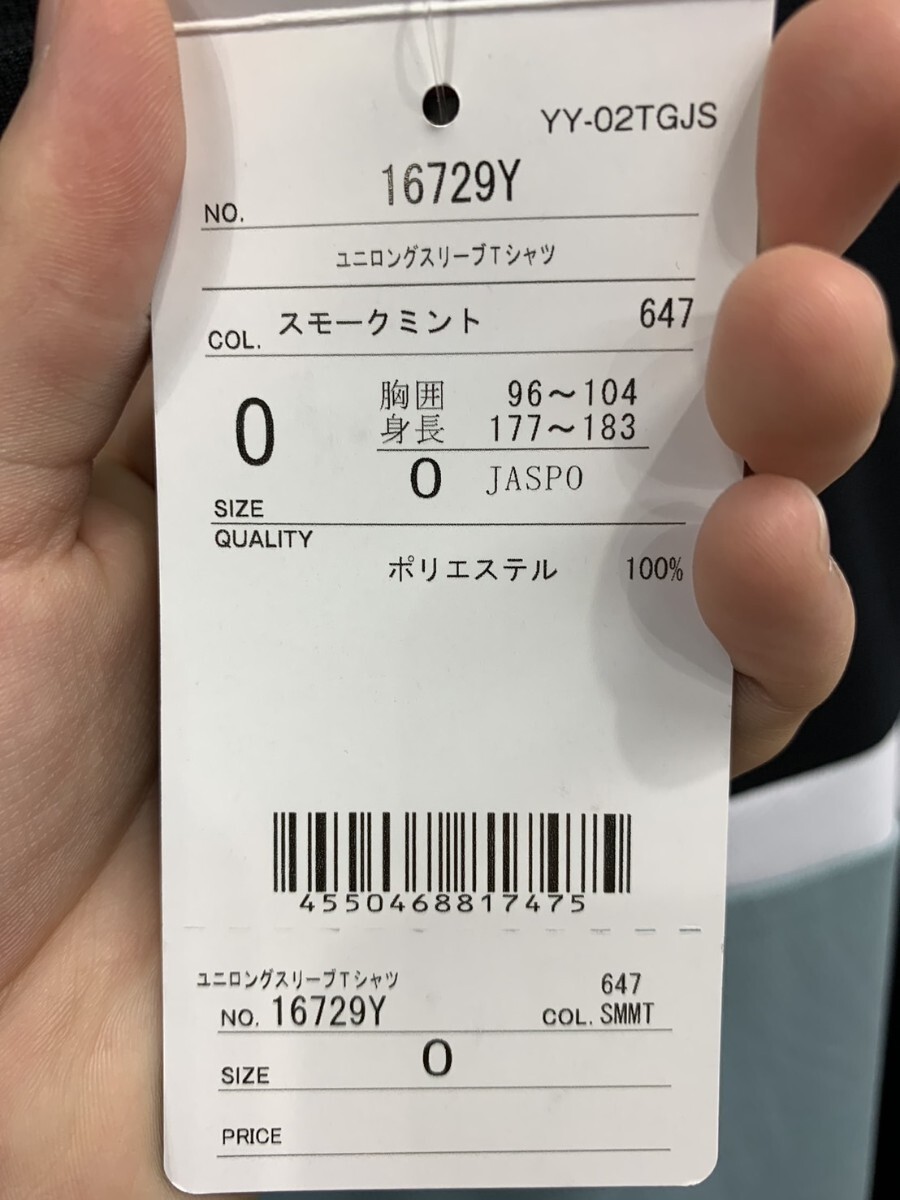 YY-02TGJS
NO. 16729Y
ユニロングスリーブTシャツ
COL. スモークミント 647
0 胸囲 96～104
身長 177～183
SIZE 0 JASPO
QUALITY
ポリエステル 100%
4550468817475
ユニロングスリーブTシャツ 647
NO. 16729Y COL. SMMT
SIZE 0
PRICE